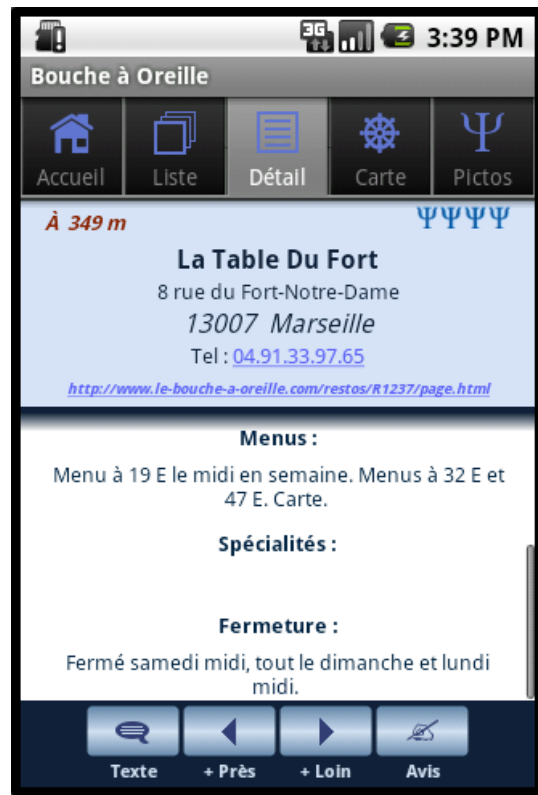 3G 3:39 PM
Bouche à Oreille
Accueil Liste Détail Carte Pictos
À 349 m ΨΨΨΨ
La Table Du Fort
8 rue du Fort-Notre-Dame
13007 Marseille
Tel : 04.91.33.97.65
http://www.le-bouche-a-oreille.com/restos/R1237/page.html
Menus :
Menu à 19 E le midi en semaine. Menus à 32 E et
47 E. Carte.
Spécialités :
Fermeture :
Fermé samedi midi, tout le dimanche et lundi
midi.
Texte + Près + Loin Avis